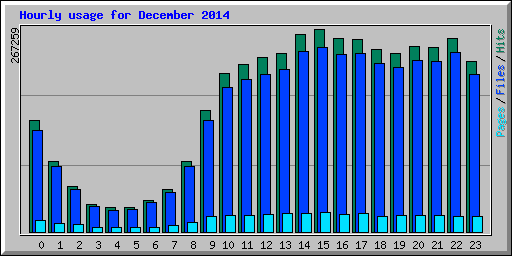 Hourly usage for December 2014
267259
Pages / Files / Hits
0 1 2 3 4 5 6 7 8 9 10 11 12 13 14 15 16 17 18 19 20 21 22 23